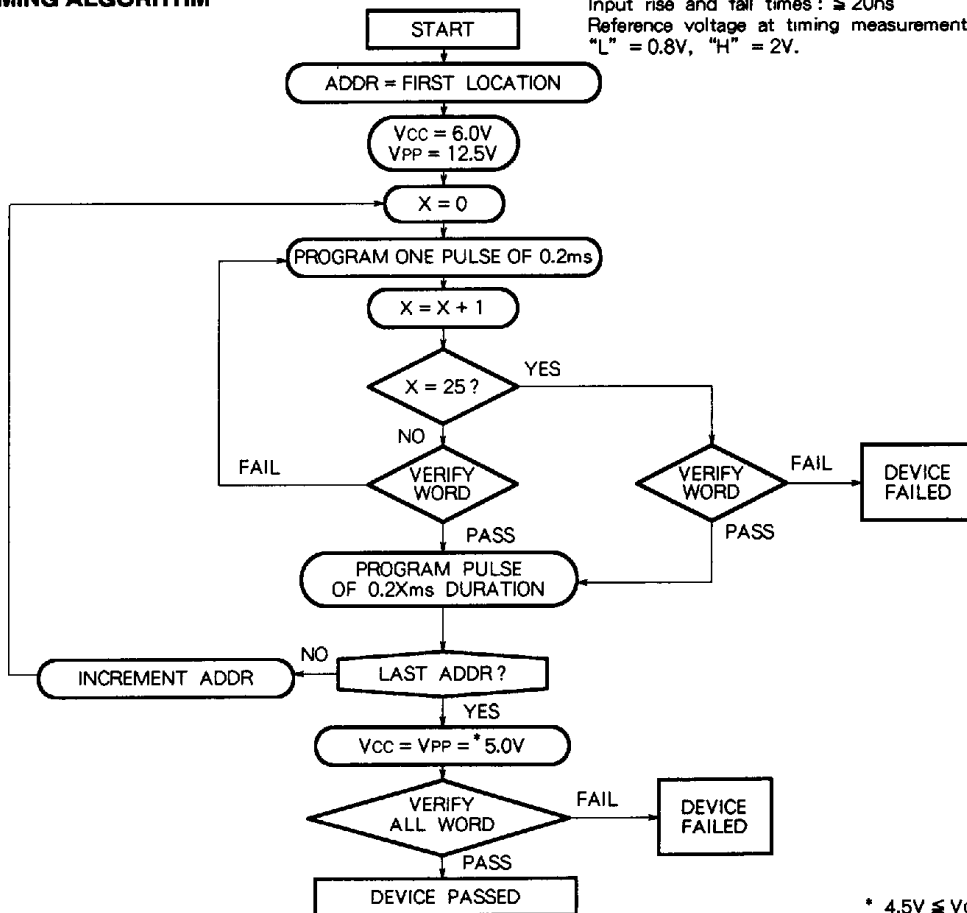 MING ALGORITHM
Input rise and fall times : ≦ 20ns
Reference voltage at timing measurement
"L" = 0.8V, "H" = 2V.
START
ADDR = FIRST LOCATION
VCC = 6.0V
VPP = 12.5V
X = 0
PROGRAM ONE PULSE OF 0.2ms
X = X + 1
X = 25 ?
YES
NO
FAIL
VERIFY
WORD
PASS
VERIFY
WORD
FAIL
DEVICE
FAILED
PASS
PROGRAM PULSE
OF 0.2Xms DURATION
LAST ADDR ?
NO
INCREMENT ADDR
YES
VCC = VPP = *5.0V
VERIFY
ALL WORD
FAIL
DEVICE
FAILED
PASS
DEVICE PASSED
* 4.5V ≦